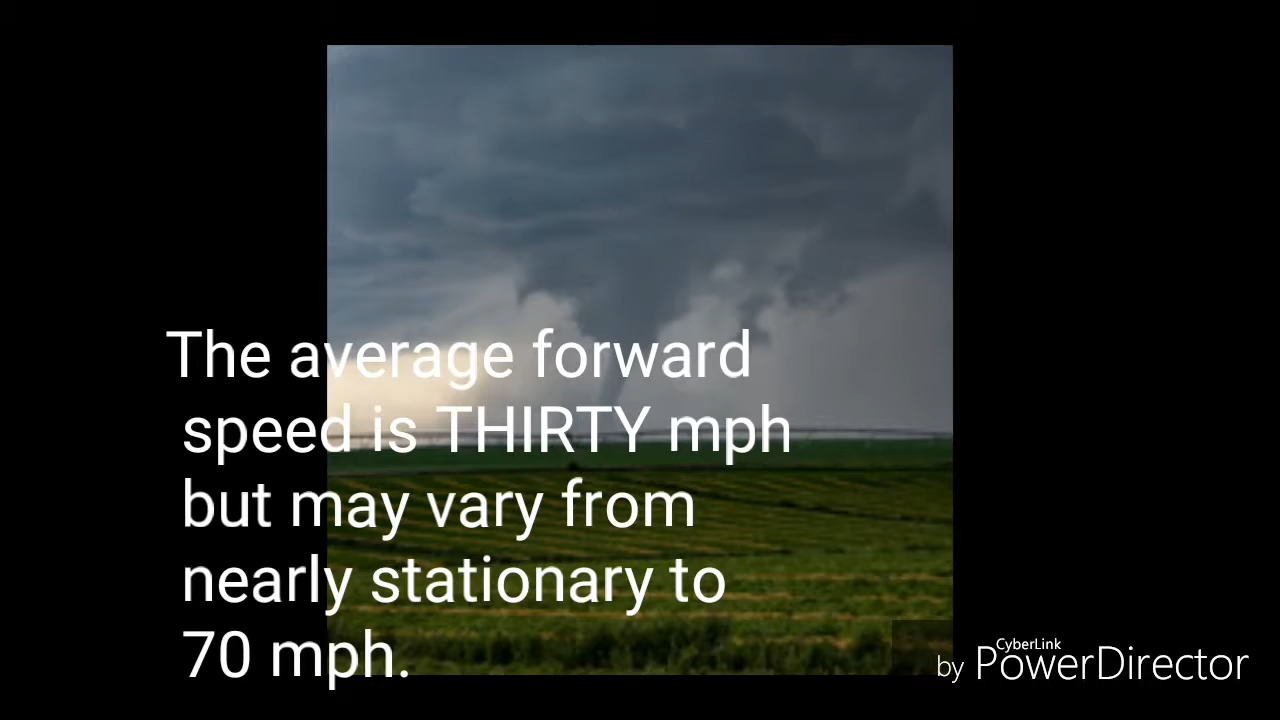 The average forward
speed is THIRTY mph
but may vary from
nearly stationary to
70 mph.
CyberLink
by PowerDirector